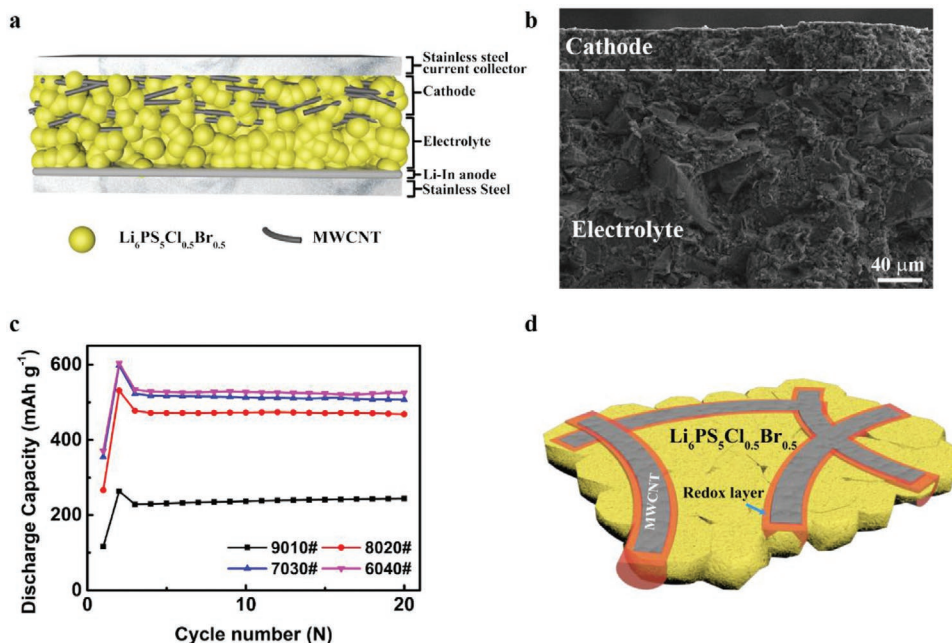 a
Stainless steel
current collector
Cathode
Electrolyte
Li-In anode
Stainless Steel
Li₆PS₅Cl₀.₅Br₀.₅
MWCNT
b
Cathode
Electrolyte
40 μm
c
Discharge Capacity (mAh g⁻¹)
600
400
200
0
0
10
20
9010#
8020#
7030#
6040#
Cycle number (N)
d
Li₆PS₅Cl₀.₅Br₀.₅
Redox layer
MWCNT